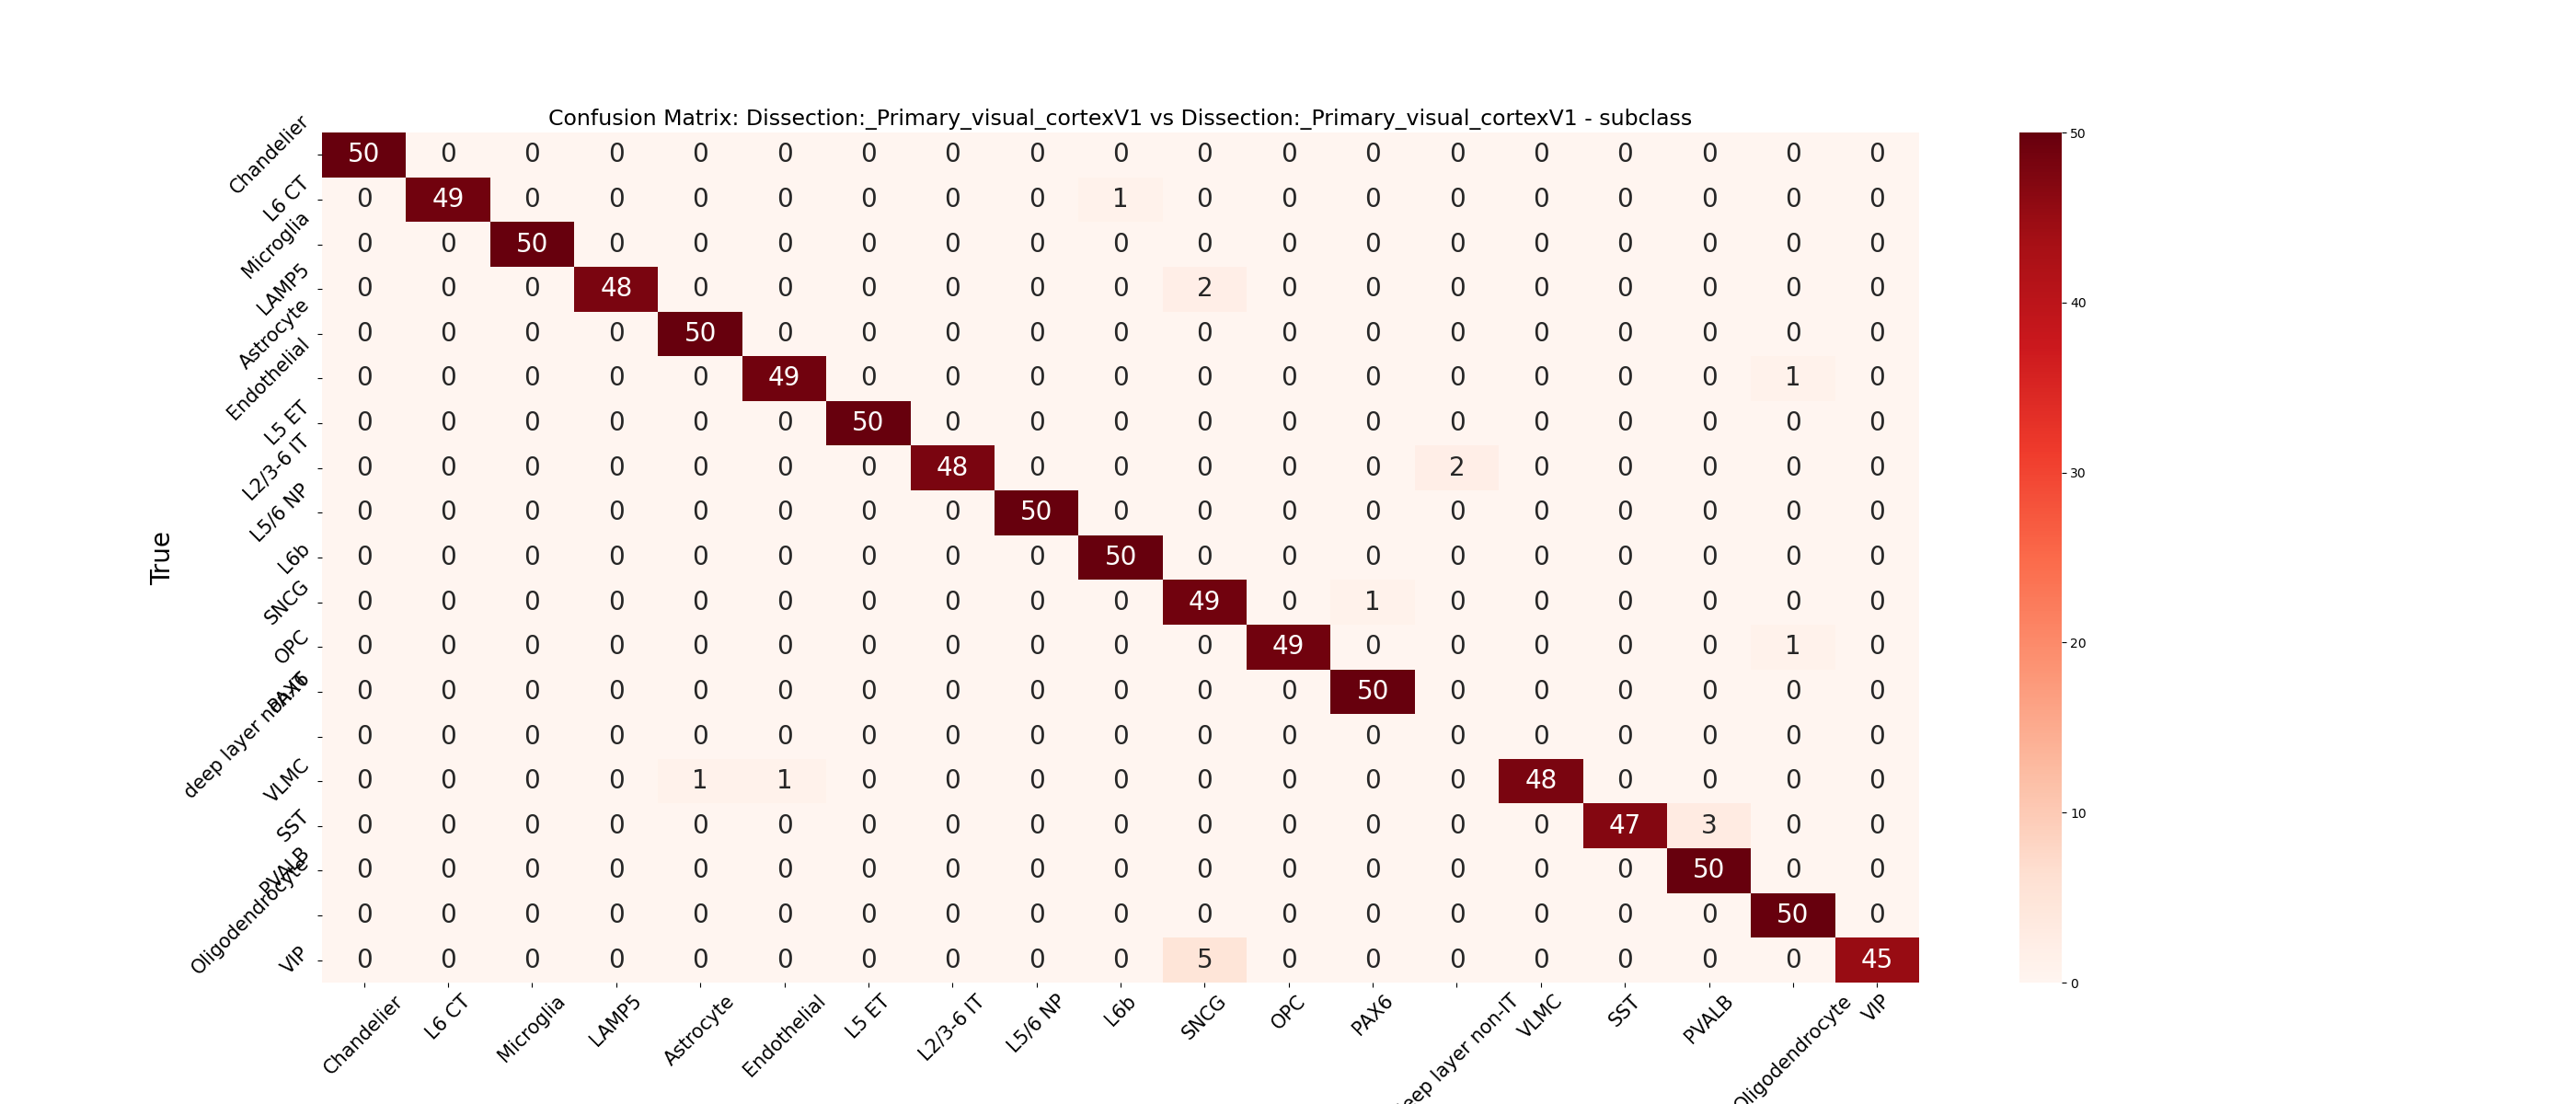 Confusion Matrix: Dissection:_Primary_visual_cortexV1 vs Dissection:_Primary_visual_cortexV1 - subclass
Chandelier 50 0 0 0 0 0 0 0 0 0 0 0 0 0 0 0 0 0 0
L6 CT 0 49 0 0 0 0 0 0 0 1 0 0 0 0 0 0 0 0 0
Microglia 0 0 50 0 0 0 0 0 0 0 0 0 0 0 0 0 0 0 0
LAMP5 0 0 0 48 0 0 0 0 0 0 2 0 0 0 0 0 0 0 0
Astrocyte 0 0 0 0 50 0 0 0 0 0 0 0 0 0 0 0 0 0 0
Endothelial 0 0 0 0 0 49 0 0 0 0 0 0 0 0 0 0 0 1 0
L5 ET 0 0 0 0 0 0 50 0 0 0 0 0 0 0 0 0 0 0 0
L2/3-6 IT 0 0 0 0 0 0 0 48 0 0 0 0 0 2 0 0 0 0 0
L5/6 NP 0 0 0 0 0 0 0 0 50 0 0 0 0 0 0 0 0 0 0
L6b 0 0 0 0 0 0 0 0 0 50 0 0 0 0 0 0 0 0 0
SNCG 0 0 0 0 0 0 0 0 0 0 49 0 1 0 0 0 0 0 0
OPC 0 0 0 0 0 0 0 0 0 0 0 49 0 0 0 0 0 1 0
PAX6 0 0 0 0 0 0 0 0 0 0 0 0 50 0 0 0 0 0 0
deep layer non-IT 0 0 0 0 0 0 0 0 0 0 0 0 0 0 0 0 0 0 0
VLMC 0 0 0 0 1 1 0 0 0 0 0 0 0 0 48 0 0 0 0
SST 0 0 0 0 0 0 0 0 0 0 0 0 0 0 0 47 3 0 0
PVALB 0 0 0 0 0 0 0 0 0 0 0 0 0 0 0 0 50 0 0
Oligodendrocyte 0 0 0 0 0 0 0 0 0 0 0 0 0 0 0 0 0 50 0
VIP 0 0 0 0 0 0 0 0 0 0 5 0 0 0 0 0 0 0 45
True
Chandelier L6 CT Microglia LAMP5 Astrocyte Endothelial L5 ET L2/3-6 IT L5/6 NP L6b SNCG OPC PAX6 eep layer non-IT VLMC SST PVALB Oligodendrocyte VIP
50
40
30
20
10
0